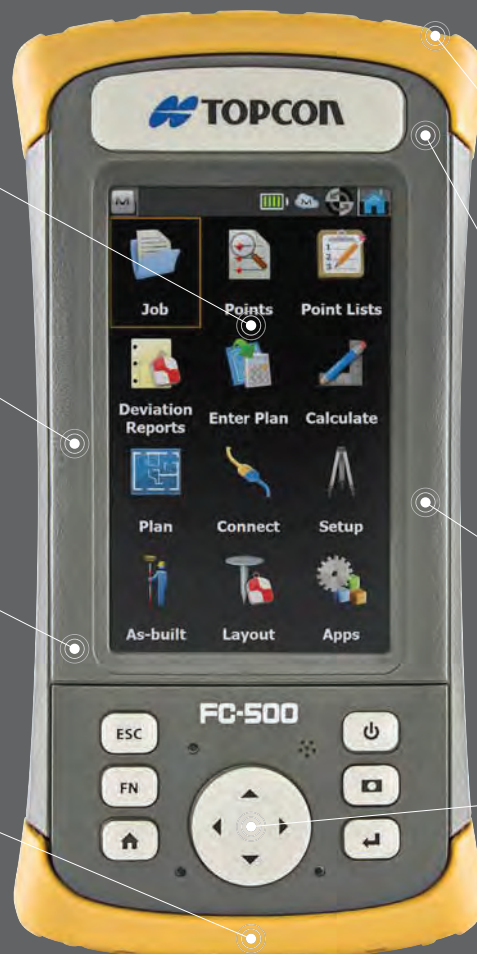 TOPCON
M
M
Job
Points
Point Lists
Deviation
Reports
Enter Plan
Calculate
Plan
Connect
Setup
As-built
Layout
Apps
FC-500
ESC
FN